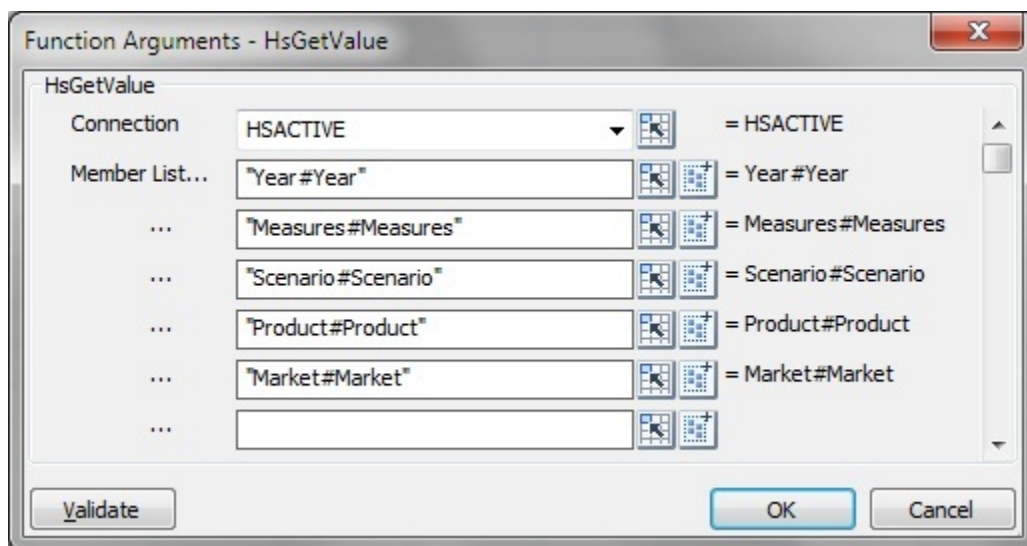 Function Arguments - HsGetValue
HsGetValue
Connection HSACTIVE = HSACTIVE
Member List... "Year#Year" = Year#Year
... "Measures#Measures" = Measures#Measures
... "Scenario#Scenario" = Scenario#Scenario
... "Product#Product" = Product#Product
... "Market#Market" = Market#Market
...
Validate OK Cancel